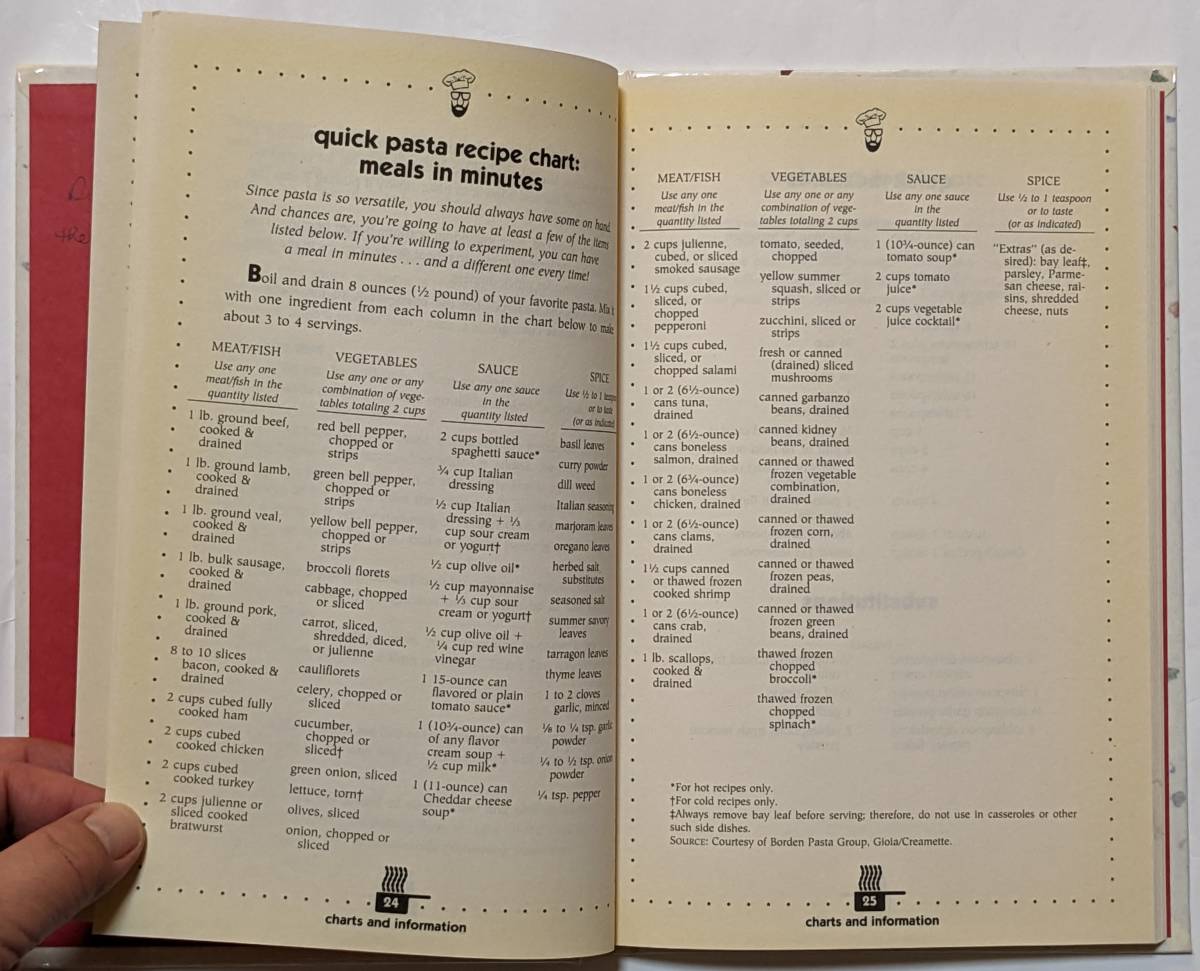 quick pasta recipe chart:
meals in minutes
Since pasta is so versatile, you should always have some on hand.
And chances are, you're going to have at least a few of the items
listed below. If you're willing to experiment, you can have
a meal in minutes . . . and a different one every time!
Boil and drain 8 ounces (½ pound) of your favorite pasta. Mix it
with one ingredient from each column in the chart below to make
about 3 to 4 servings.
MEAT/FISH
Use any one
meat/fish in the
quantity listed
1 lb. ground beef,
cooked &
drained
1 lb. ground lamb,
cooked &
drained
1 lb. ground veal,
cooked &
drained
1 lb. bulk sausage,
cooked &
drained
1 lb. ground pork,
cooked &
drained
8 to 10 slices
bacon, cooked &
drained
2 cups cubed fully
cooked ham
2 cups cubed
cooked chicken
2 cups cubed
cooked turkey
2 cups julienne or
sliced cooked
bratwurst
VEGETABLES
Use any one or any
combination of vege-
tables totaling 2 cups
red bell pepper,
chopped or
strips
green bell pepper,
chopped or
strips
yellow bell pepper,
chopped or
strips
broccoli florets
cabbage, chopped
or sliced
carrot, sliced,
shredded, diced,
or julienne
cauliflorets
celery, chopped or
sliced
cucumber,
chopped or
sliced†
green onion, sliced
lettuce, torn†
olives, sliced
onion, chopped or
sliced
SAUCE
Use any one sauce
in the
quantity listed
2 cups bottled
spaghetti sauce*
¾ cup Italian
dressing
½ cup Italian
dressing + ⅓
cup sour cream
or yogurt†
½ cup olive oil*
½ cup mayonnaise
+ ⅓ cup sour
cream or yogurt†
½ cup olive oil +
¼ cup red wine
vinegar
1 15-ounce can
flavored or plain
tomato sauce*
1 (10¾-ounce) can
of any flavor
cream soup +
½ cup milk*
1 (11-ounce) can
Cheddar cheese
soup*
SPICE
Use ½ to 1
or to taste
(or as indicated)
basil leaves
curry powder
dill weed
Italian seasoning
marjoram leaves
oregano leaves
herbed salt
substitutes
seasoned salt
summer savory
leaves
tarragon leaves
thyme leaves
1 to 2 cloves
garlic, minced
⅛ to ¼ tsp. garlic
powder
¼ to ½ tsp. onion
powder
¼ tsp. pepper
24
charts and information
MEAT/FISH
Use any one
meat/fish in the
quantity listed
2 cups julienne,
cubed, or sliced
smoked sausage
1½ cups cubed,
sliced, or
chopped
pepperoni
1½ cups cubed,
sliced, or
chopped salami
1 or 2 (6½-ounce)
cans tuna,
drained
1 or 2 (6½-ounce)
cans boneless
salmon, drained
1 or 2 (6¾-ounce)
cans boneless
chicken, drained
1 or 2 (6½-ounce)
cans clams,
drained
1½ cups canned
or thawed frozen
cooked shrimp
1 or 2 (6½-ounce)
cans crab,
drained
1 lb. scallops,
cooked &
drained
VEGETABLES
Use any one or any
combination of vege-
tables totaling 2 cups
tomato, seeded,
chopped
yellow summer
squash, sliced or
strips
zucchini, sliced or
strips
fresh or canned
(drained) sliced
mushrooms
canned garbanzo
beans, drained
canned kidney
beans, drained
canned or thawed
frozen vegetable
combination,
drained
canned or thawed
frozen corn,
drained
canned or thawed
frozen peas,
drained
canned or thawed
frozen green
beans, drained
thawed frozen
chopped
broccoli*
thawed frozen
chopped
spinach*
SAUCE
Use any one sauce
in the
quantity listed
1 (10¾-ounce) can
tomato soup*
2 cups tomato
juice*
2 cups vegetable
juice cocktail*
SPICE
Use ½ to 1 teaspoon
or to taste
(or as indicated)
"Extras" (as de-
sired): bay leaf‡,
parsley, Parme-
san cheese, rai-
sins, shredded
cheese, nuts
*For hot recipes only.
†For cold recipes only.
‡Always remove bay leaf before serving; therefore, do not use in casseroles or other
such side dishes.
SOURCE: Courtesy of Borden Pasta Group, Gioia/Creamette.
25
charts and information
the